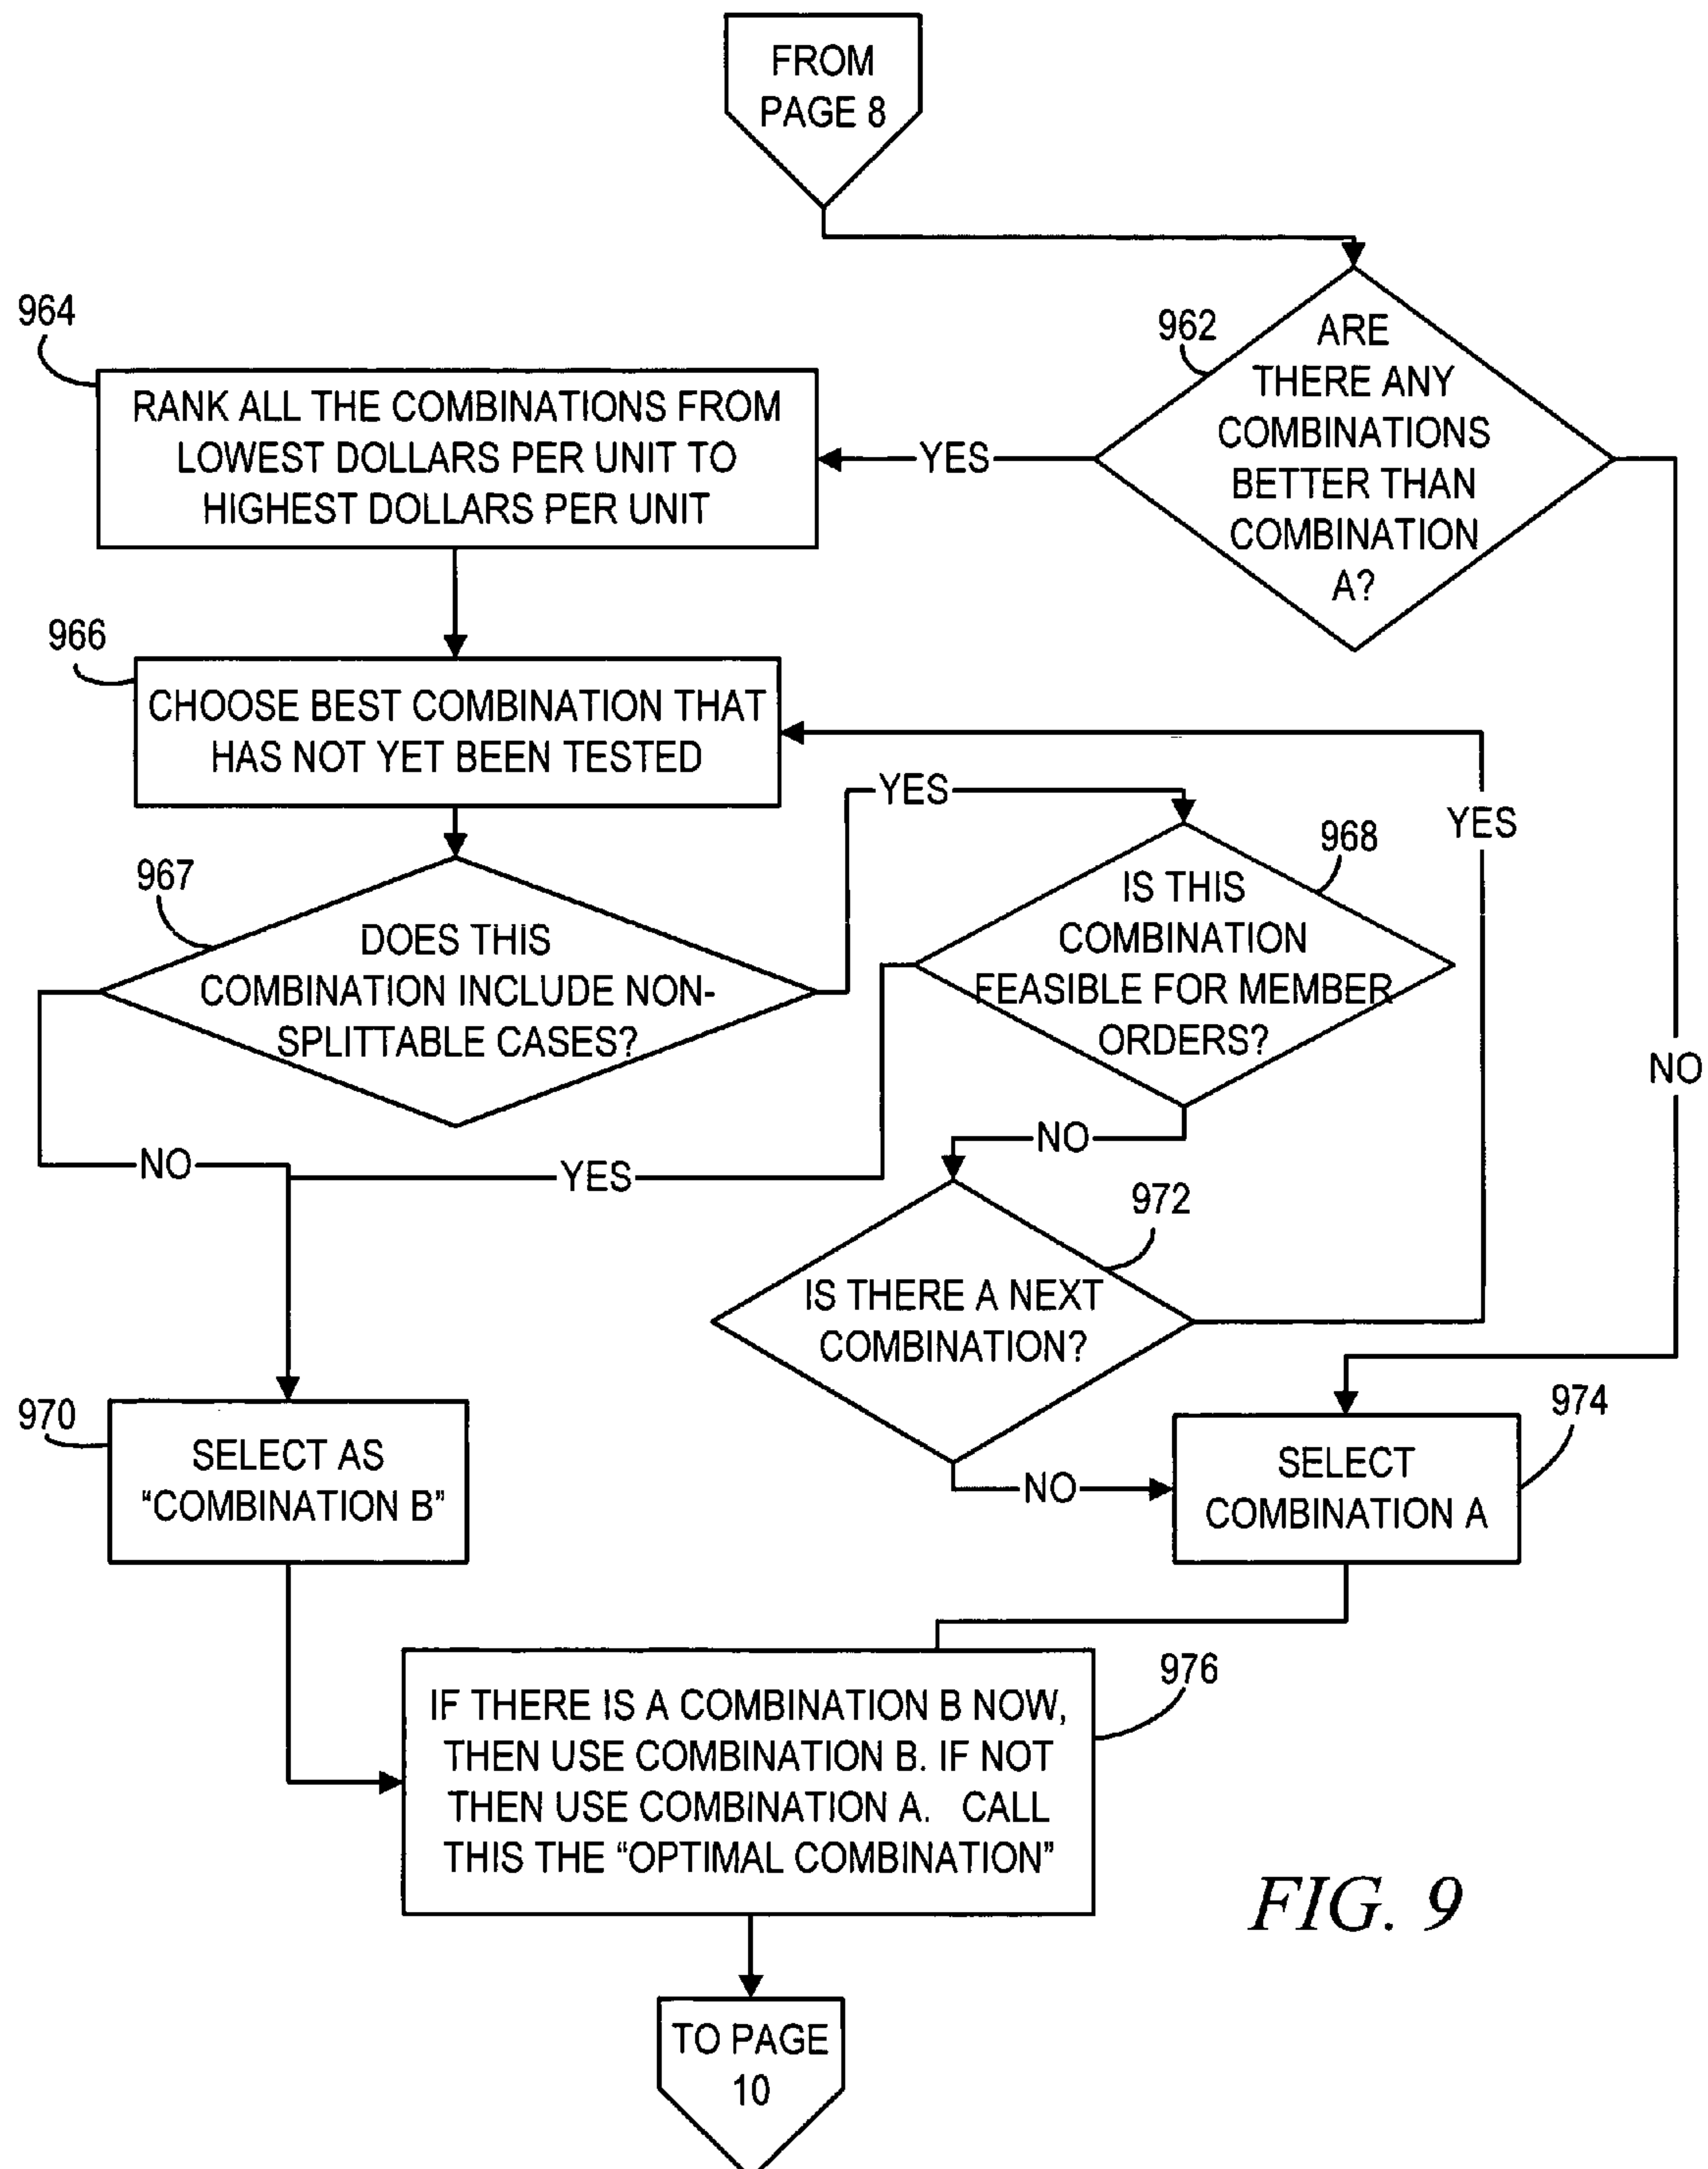 FROM
PAGE 8
962
ARE
THERE ANY
COMBINATIONS
BETTER THAN
COMBINATION
A?
YES
NO
964
RANK ALL THE COMBINATIONS FROM
LOWEST DOLLARS PER UNIT TO
HIGHEST DOLLARS PER UNIT
966
CHOOSE BEST COMBINATION THAT
HAS NOT YET BEEN TESTED
967
DOES THIS
COMBINATION INCLUDE NON-
SPLITTABLE CASES?
YES
NO
968
IS THIS
COMBINATION
FEASIBLE FOR MEMBER
ORDERS?
YES
NO
972
IS THERE A NEXT
COMBINATION?
YES
NO
970
SELECT AS
“COMBINATION B”
974
SELECT
COMBINATION A
976
IF THERE IS A COMBINATION B NOW,
THEN USE COMBINATION B. IF NOT
THEN USE COMBINATION A. CALL
THIS THE “OPTIMAL COMBINATION”
TO PAGE
10
FIG. 9